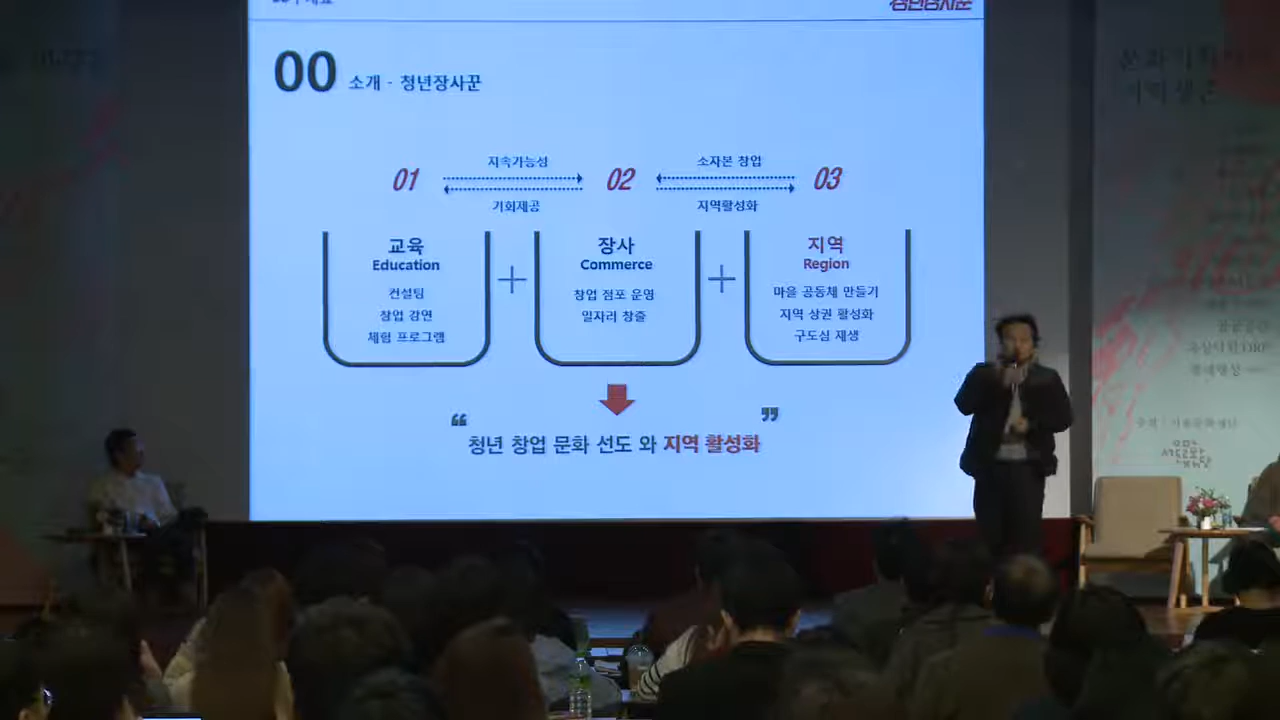 청년장사꾼
00 소개 - 청년장사꾼
지속가능성
소자본 창업
01
02
03
기회제공
지역활성화
교육
Education
컨설팅
창업 강연
체험 프로그램
+
장사
Commerce
창업 점포 운영
일자리 창출
+
지역
Region
마을 공동체 만들기
지역 상권 활성화
구도심 재생
“ 청년 창업 문화 선도 와 지역 활성화 ”